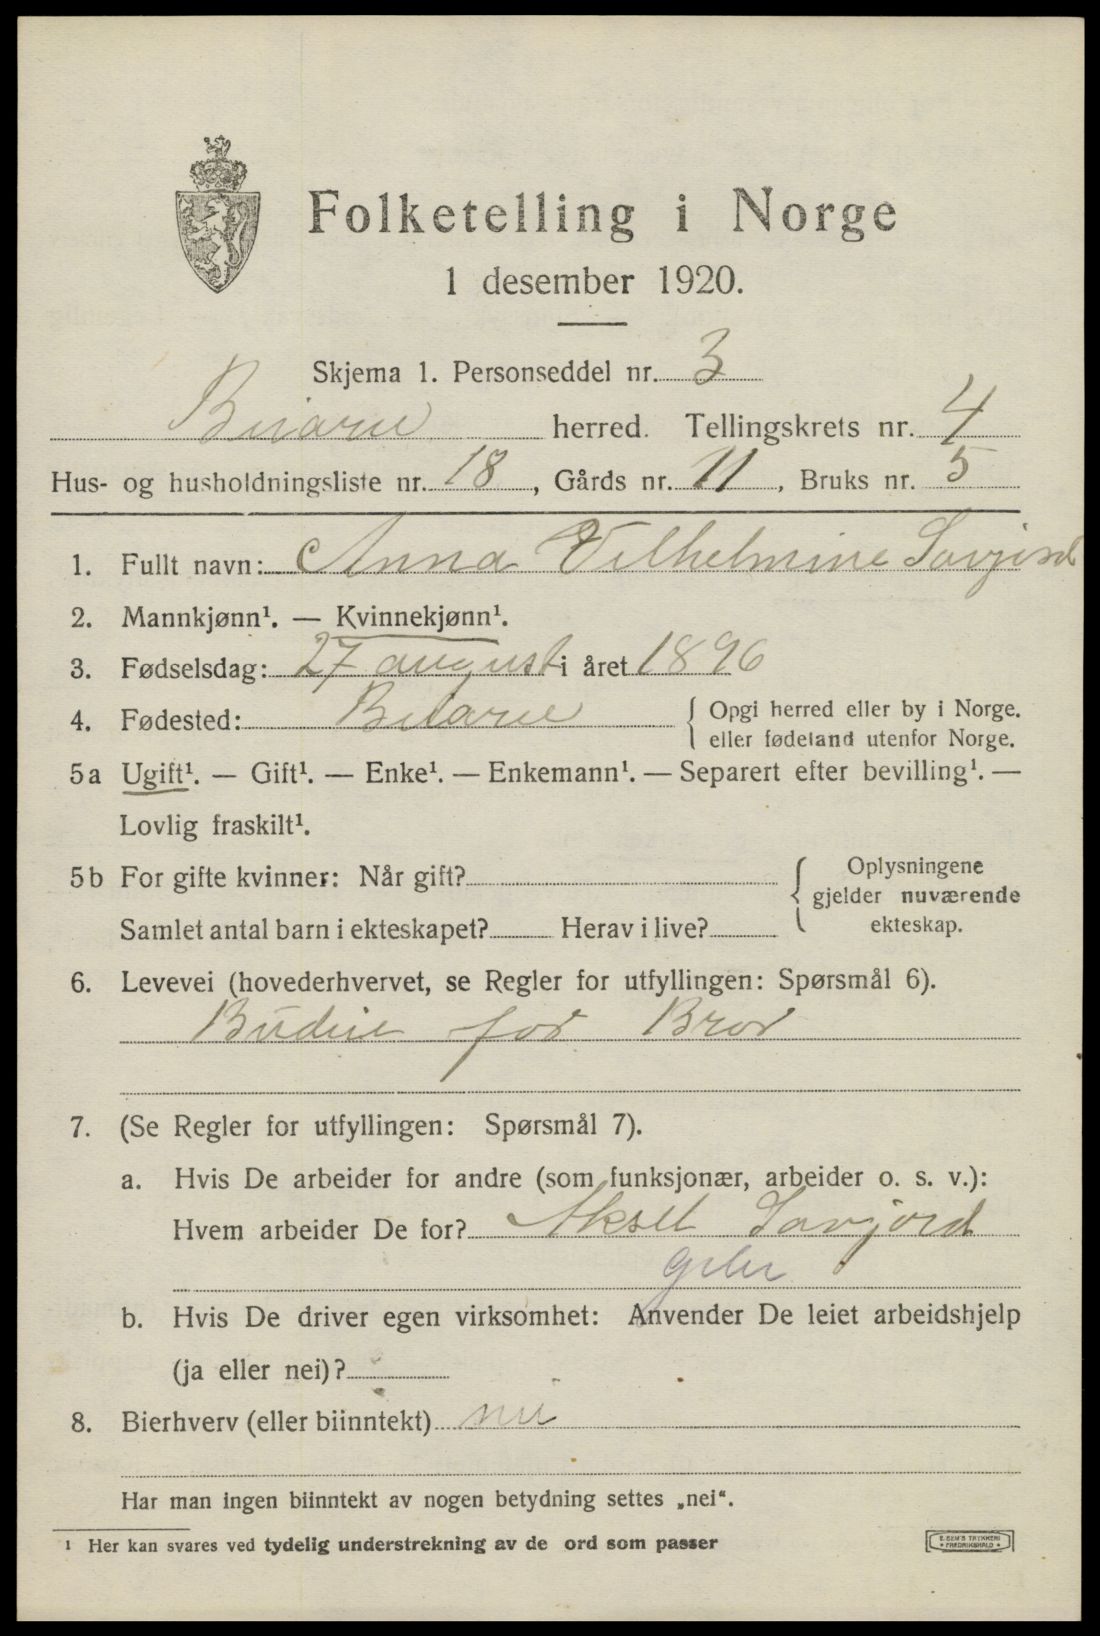 Folketelling i Norge
1 desember 1920.
Skjema 1. Personseddel nr. 3
Beiarn herred. Tellingskrets nr. 4
Hus- og husholdningsliste nr. 18, Gårds nr. 11, Bruks nr. 5
1. Fullt navn: Anna Vilhelmine Savjord
2. Mannkjønn¹. — Kvinnekjønn¹.
3. Fødselsdag: 27 august i året 1896
4. Fødested: Beiarn { Opgi herred eller by i Norge.
eller fødeland utenfor Norge.
5a Ugift¹. — Gift¹. — Enke¹. — Enkemann¹. — Separert efter bevilling¹. —
Lovlig fraskilt¹.
5b For gifte kvinner: Når gift? { Oplysningene
gjelder nuværende
Samlet antal barn i ekteskapet? Herav i live? ekteskap.
6. Levevei (hovederhvervet, se Regler for utfyllingen: Spørsmål 6).
Budeie for Bror
7. (Se Regler for utfyllingen: Spørsmål 7).
a. Hvis De arbeider for andre (som funksjonær, arbeider o. s. v.):
Hvem arbeider De for? Aksel Savjord
b. Hvis De driver egen virksomhet: Anvender De leiet arbeidshjelp
(ja eller nei)?
8. Bierhverv (eller biinntekt) nei
Har man ingen biinntekt av nogen betydning settes „nei“.
¹ Her kan svares ved tydelig understrekning av de ord som passer
E. SEM'S TRYKKERI
• FREDRIKSHALD •